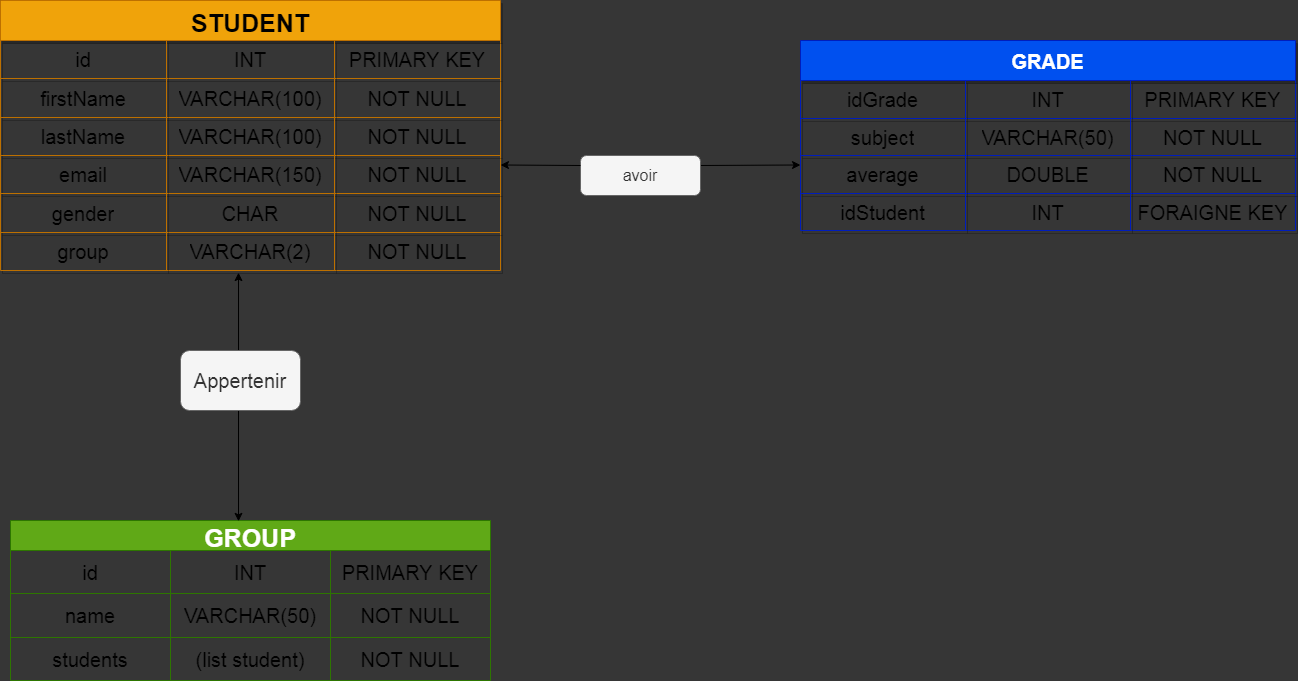 STUDENT
id INT PRIMARY KEY
firstName VARCHAR(100) NOT NULL
lastName VARCHAR(100) NOT NULL
email VARCHAR(150) NOT NULL
gender CHAR NOT NULL
group VARCHAR(2) NOT NULL
avoir
GRADE
idGrade INT PRIMARY KEY
subject VARCHAR(50) NOT NULL
average DOUBLE NOT NULL
idStudent INT FORAIGNE KEY
Appertenir
GROUP
id INT PRIMARY KEY
name VARCHAR(50) NOT NULL
students (list student) NOT NULL